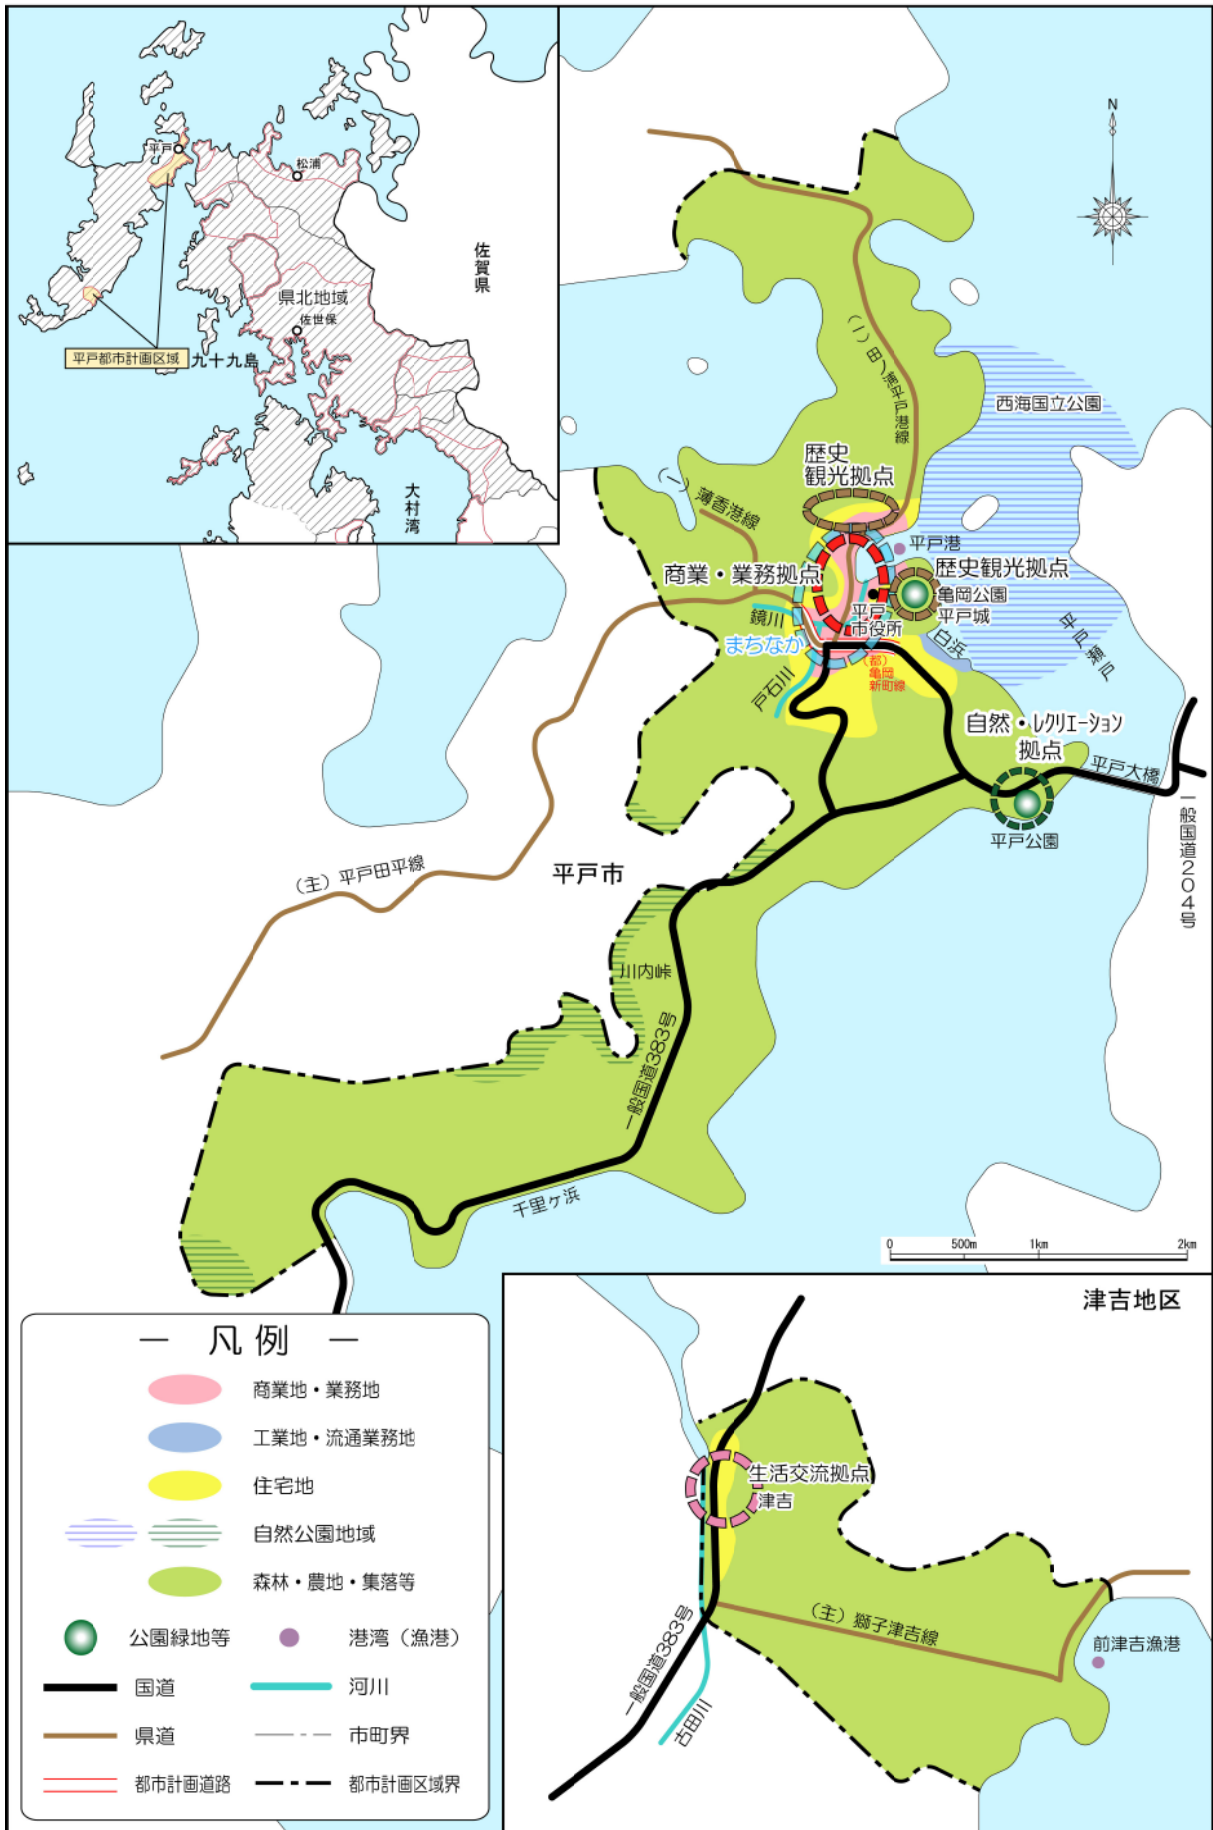 平戸
松浦
佐賀県
県北地域
佐世保
平戸都市計画区域
九十九島
大村湾
N
(一)田ノ浦平戸港線
西海国立公園
歴史
観光拠点
(一)薄香港線
平戸港
商業・業務拠点
歴史観光拠点
亀岡公園
平戸城
平戸
市役所
鏡川
まちなか
白浜
平戸瀬戸
(都)
亀岡
新町線
戸石川
自然・レクリエーション
拠点
平戸大橋
平戸公園
一般国道204号
(主)平戸田平線
平戸市
川内峠
一般国道383号
千里ヶ浜
0 500m 1km 2km
津吉地区
生活交流拠点
津吉
(主)獅子津吉線
前津吉漁港
一般国道383号
古田川
― 凡例 ―
商業地・業務地
工業地・流通業務地
住宅地
自然公園地域
森林・農地・集落等
公園緑地等
港湾(漁港)
国道
河川
県道
市町界
都市計画道路
都市計画区域界